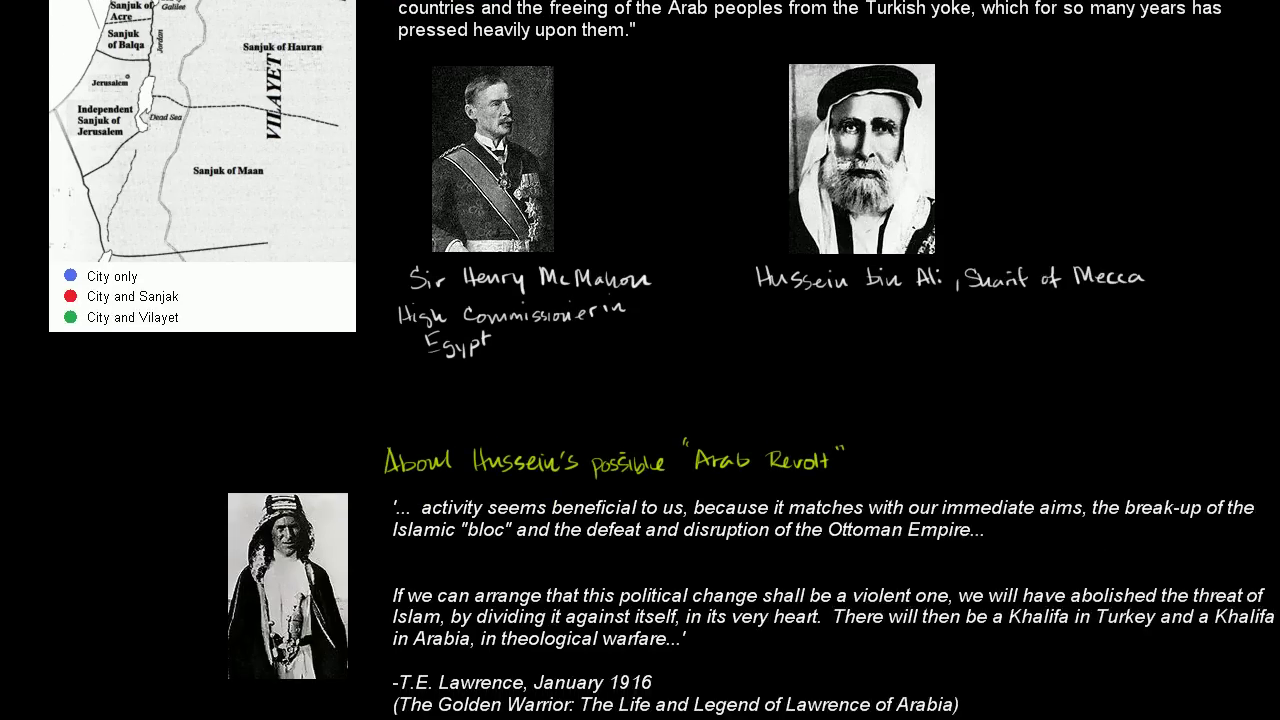 Sanjuk of
Acre
Galilee
Sanjuk
of Balqa
Jordan
Sanjuk of Hauran
Jerusalem
VILAYET
Independent
Sanjuk of
Jerusalem
Dead Sea
Sanjuk of Maan
City only
City and Sanjak
City and Vilayet
countries and the freeing of the Arab peoples from the Turkish yoke, which for so many years has
pressed heavily upon them."
Sir Henry McMahon
High Commissioner in
Egypt
Hussein bin Ali, Sharif of Mecca
About Hussein's possible "Arab Revolt"
'... activity seems beneficial to us, because it matches with our immediate aims, the break-up of the
Islamic "bloc" and the defeat and disruption of the Ottoman Empire...
If we can arrange that this political change shall be a violent one, we will have abolished the threat of
Islam, by dividing it against itself, in its very heart. There will then be a Khalifa in Turkey and a Khalifa
in Arabia, in theological warfare...'
-T.E. Lawrence, January 1916
(The Golden Warrior: The Life and Legend of Lawrence of Arabia)